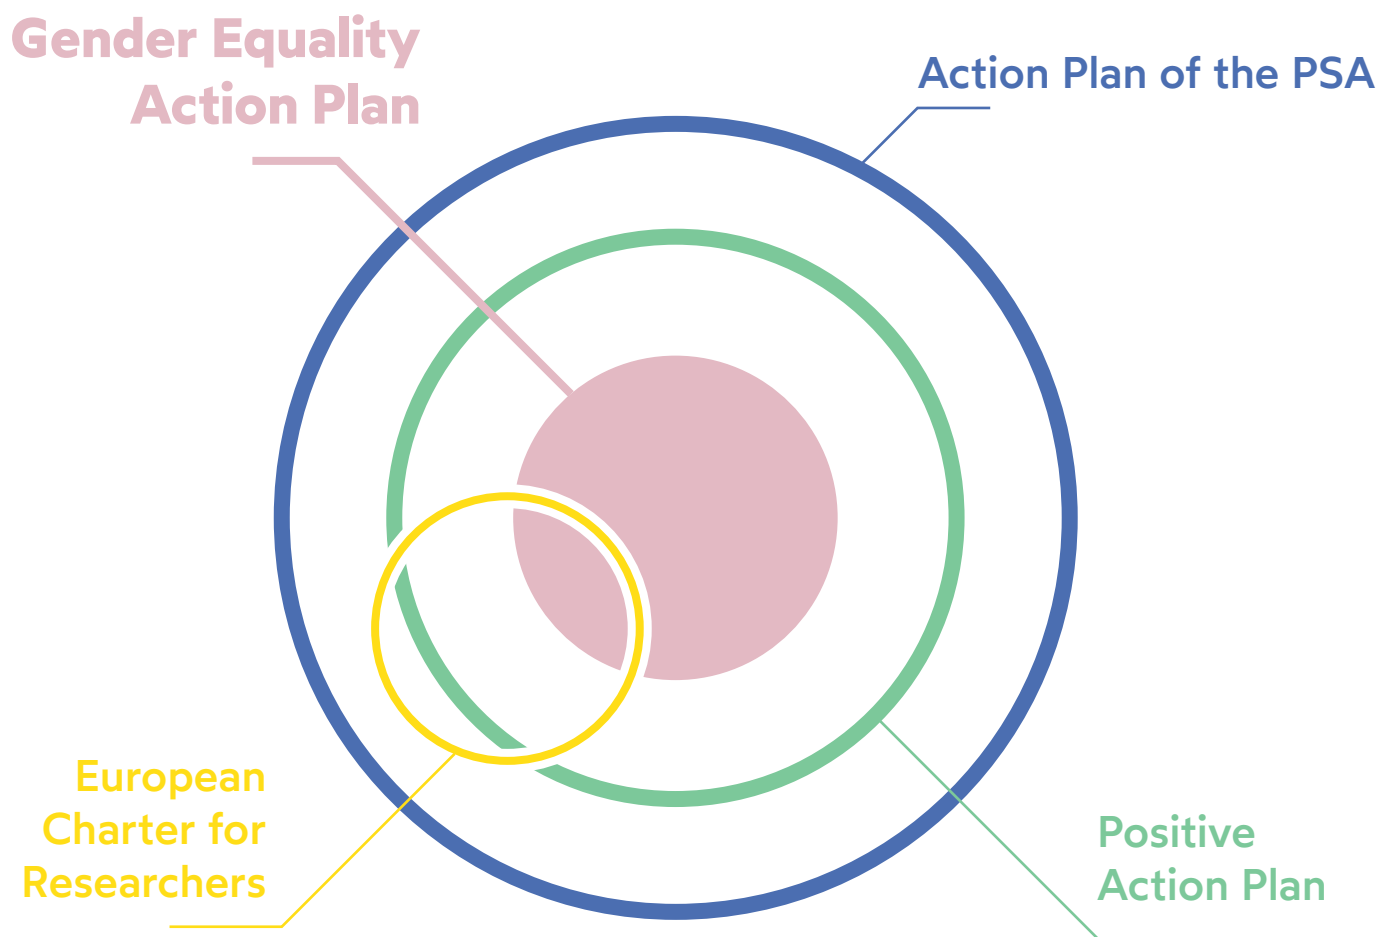 Gender Equality
Action Plan
Action Plan of the PSA
European
Charter for
Researchers
Positive
Action Plan